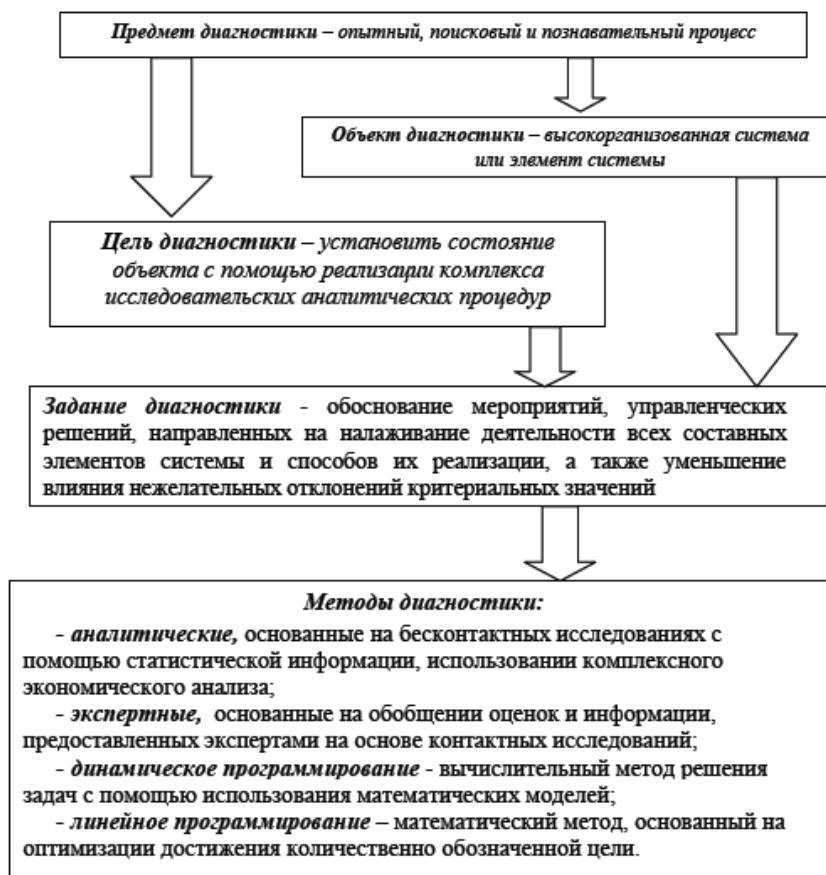 Предмет диагностики – опытный, поисковый и познавательный процесс
Объект диагностики – высокорганизованная система
или элемент системы
Цель диагностики – установить состояние
объекта с помощью реализации комплекса
исследовательских аналитических процедур
Задание диагностики - обоснование мероприятий, управленческих
решений, направленных на налаживание деятельности всех составных
элементов системы и способов их реализации, а также уменьшение
влияния нежелательных отклонений критериальных значений
Методы диагностики:
- аналитические, основанные на бесконтактных исследованиях с
помощью статистической информации, использовании комплексного
экономического анализа;
- экспертные, основанные на обобщении оценок и информации,
предоставленных экспертами на основе контактных исследований;
- динамическое программирование - вычислительный метод решения
задач с помощью использования математических моделей;
- линейное программирование – математический метод, основанный на
оптимизации достижения количественно обозначенной цели.